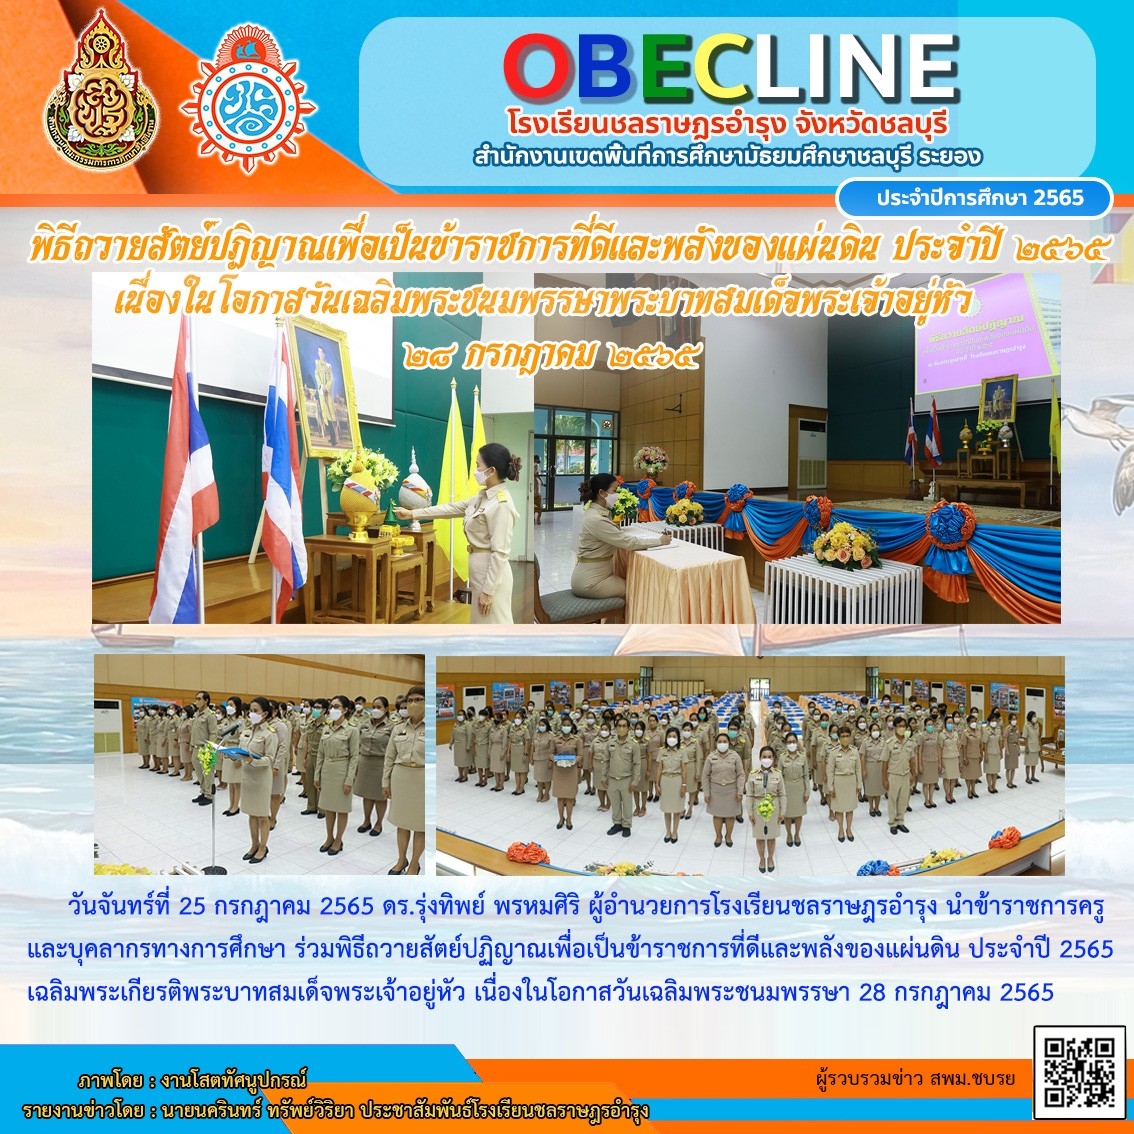 OBECLINE
โรงเรียนชลราษฎรอำรุง จังหวัดชลบุรี
สำนักงานเขตพื้นที่การศึกษามัธยมศึกษาชลบุรี ระยอง
ประจำปีการศึกษา 2565
พิธีถวายสัตย์ปฏิญาณเพื่อเป็นข้าราชการที่ดีและพลังของแผ่นดิน ประจำปี ๒๕๖๕
เนื่องในโอกาสวันเฉลิมพระชนมพรรษาพระบาทสมเด็จพระเจ้าอยู่หัว
๒๘ กรกฎาคม ๒๕๖๕
พิธีถวายสัตย์ปฏิญาณ
วันจันทร์ที่ 25 กรกฎาคม 2565 ดร.รุ่งทิพย์ พรหมศิริ ผู้อำนวยการโรงเรียนชลราษฎรอำรุง นำข้าราชการครู
และบุคลากรทางการศึกษา ร่วมพิธีถวายสัตย์ปฏิญาณเพื่อเป็นข้าราชการที่ดีและพลังของแผ่นดิน ประจำปี 2565
เฉลิมพระเกียรติพระบาทสมเด็จพระเจ้าอยู่หัว เนื่องในโอกาสวันเฉลิมพระชนมพรรษา 28 กรกฎาคม 2565
ภาพโดย : งานโสตทัศนูปกรณ์
รายงานข่าวโดย : นายนครินทร์ ทรัพย์วิริยา ประชาสัมพันธ์โรงเรียนชลราษฎรอำรุง
ผู้รวบรวมข่าว สพม.ชบรย